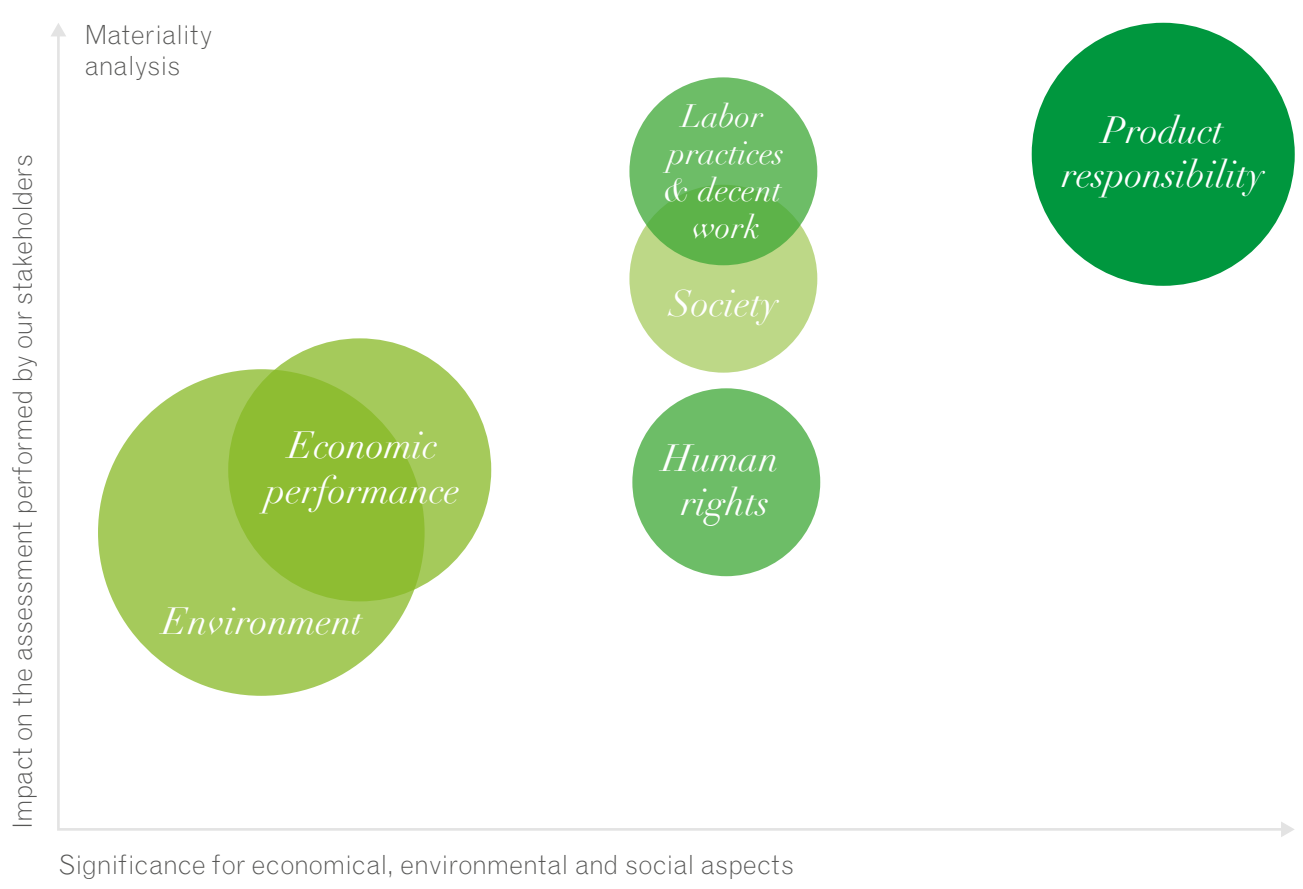 Materiality
analysis
Impact on the assessment performed by our stakeholders
Labor
practices
& decent
work
Product
responsibility
Society
Economic
performance
Human
rights
Environment
Significance for economical, environmental and social aspects